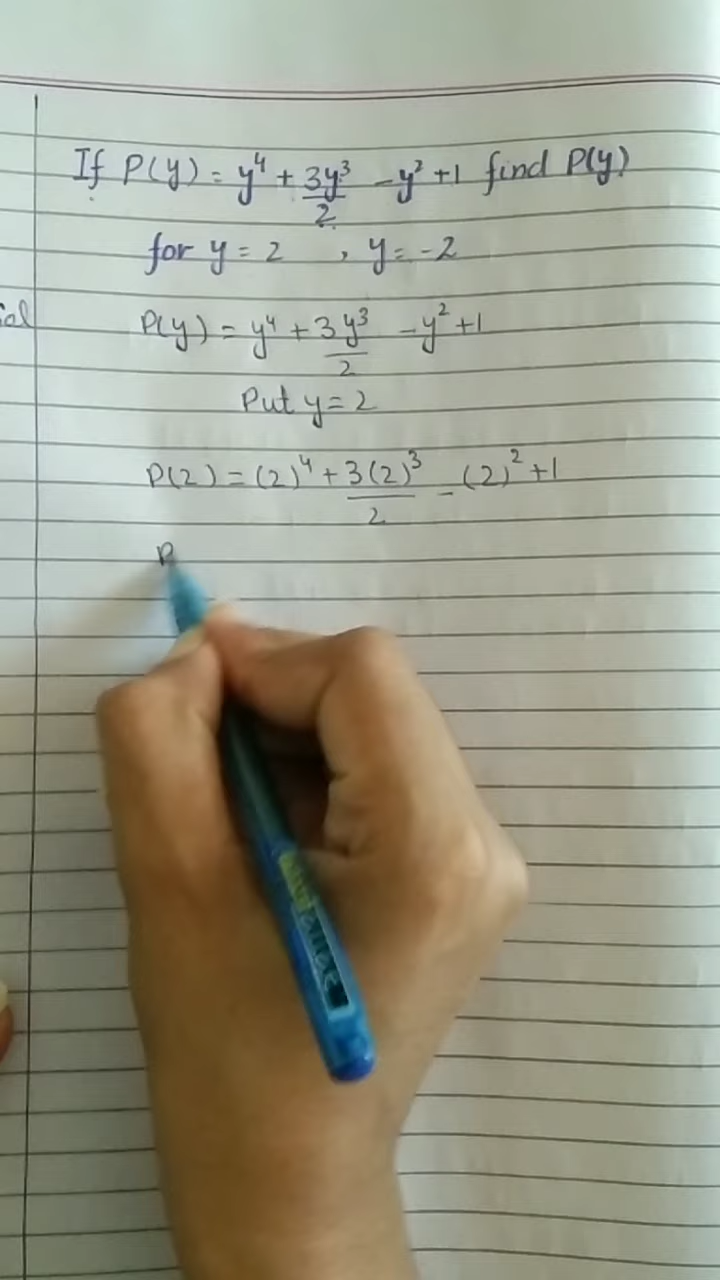 If P(y) = y⁴ + 3y³/2 - y² + 1 find P(y)
for y = 2 , y = -2
P(y) = y⁴ + 3y³/2 - y² + 1
Put y = 2
P(2) = (2)⁴ + 3(2)³/2 - (2)² + 1
P